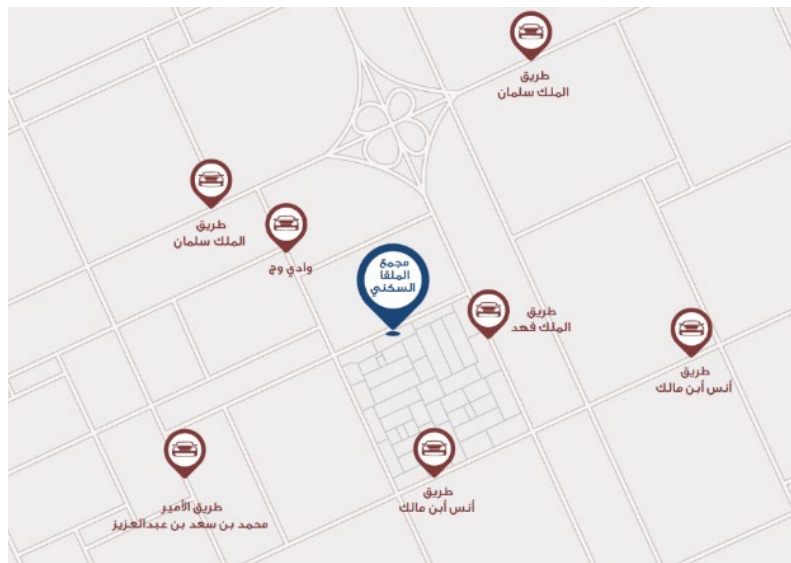 طريق
الملك سلمان
طريق
الملك سلمان
وادي وج
مجمع
الملقا
السكني
طريق
الملك فهد
طريق
أنس أبن مالك
طريق
أنس أبن مالك
طريق الأمير
محمد بن سعد بن عبدالعزيز